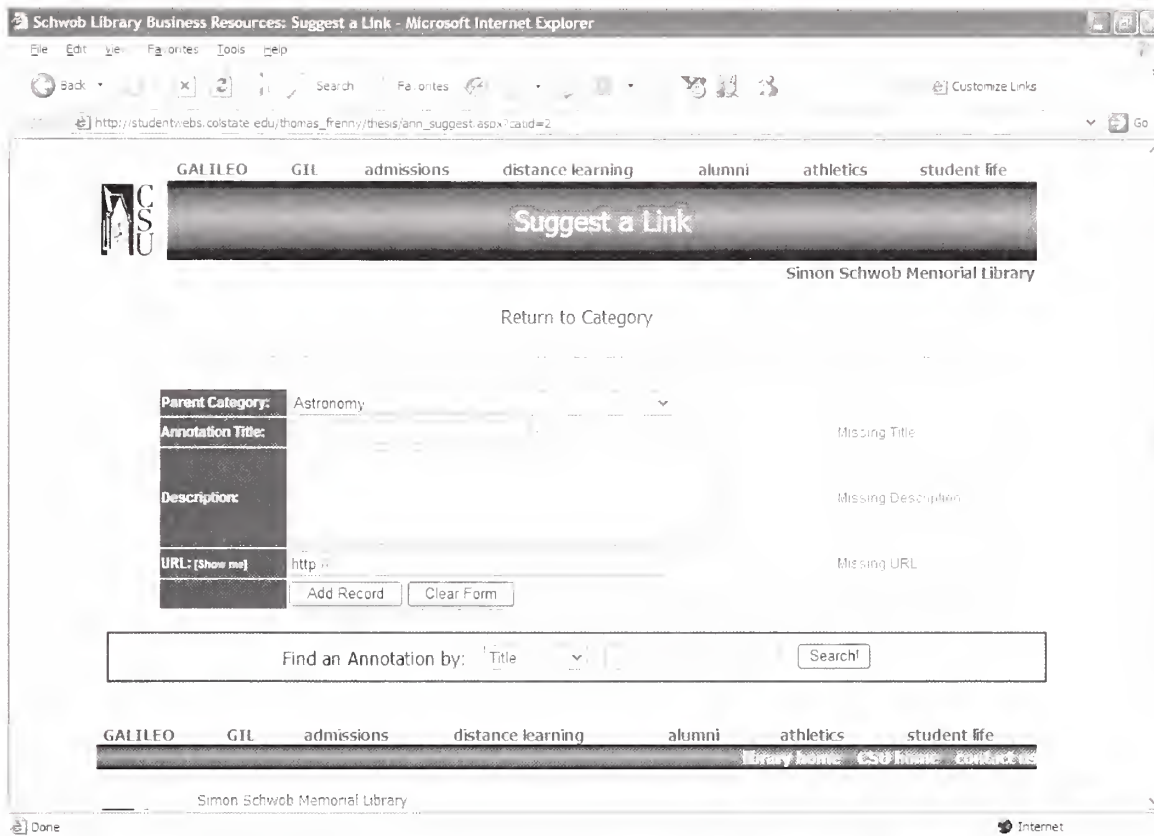 Schwob Library Business Resources: Suggest a Link - Microsoft Internet Explorer
File Edit View Favorites Tools Help
Back Search Favorites Customize Links
http://studentwebs.colstate.edu/thomas_frenny/thesis/ann_suggest.aspx?catid=2 Go
GALILEO GIL admissions distance learning alumni athletics student life
CSU
Suggest a Link
Simon Schwob Memorial Library
Return to Category
Parent Category: Astronomy
Annotation Title: Missing Title
Description: Missing Description
URL: [Show me] http:// Missing URL
Add Record Clear Form
Find an Annotation by: Title Search!
GALILEO GIL admissions distance learning alumni athletics student life
library home CSU home contact us
Simon Schwob Memorial Library
Done Internet